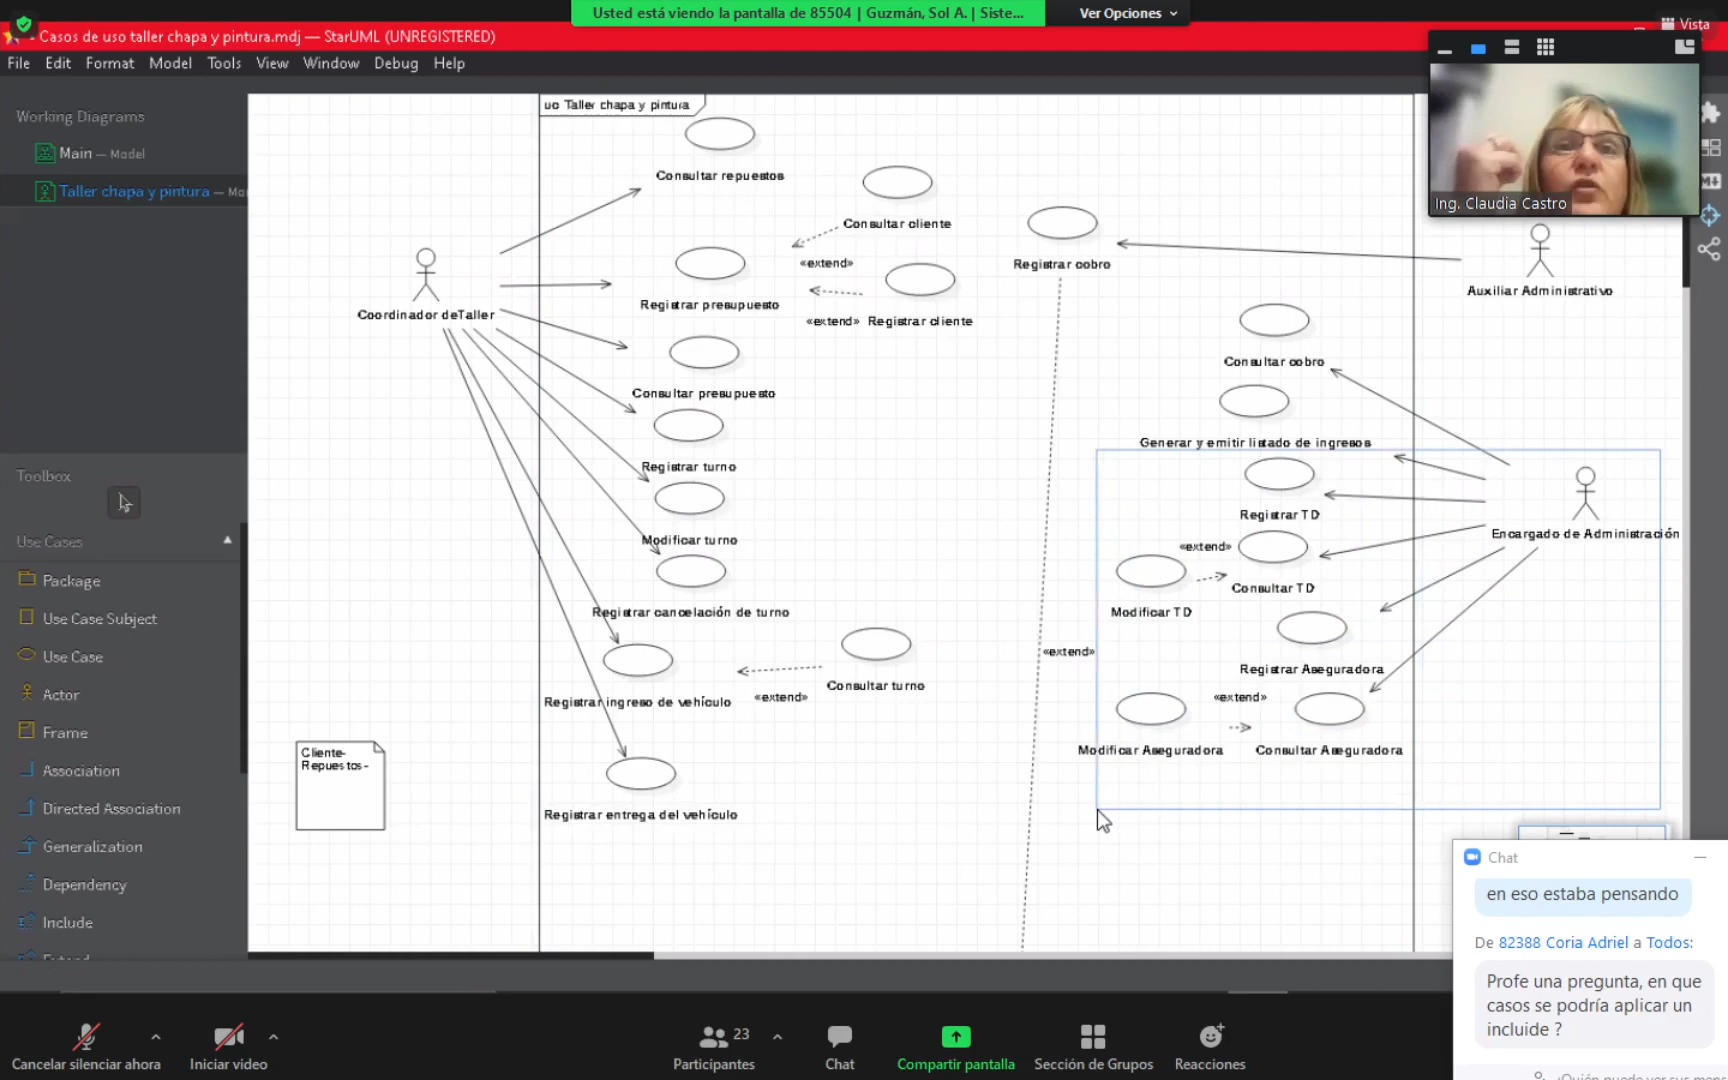 Usted está viendo la pantalla de 85504 | Guzmán, Sol A. | Siste...
Ver Opciones
Vista
Casos de uso taller chapa y pintura.mdj — StarUML (UNREGISTERED)
File Edit Format Model Tools View Window Debug Help
Working Diagrams
Main — Model
Taller chapa y pintura — Mo
Toolbox
Use Cases
Package
Use Case Subject
Use Case
Actor
Frame
Association
Directed Association
Generalization
Dependency
Include
Extend
uc Taller chapa y pintura
Consultar repuestos
Consultar cliente
«extend»
Registrar presupuesto
«extend»
Registrar cliente
Coordinador deTaller
Consultar presupuesto
Registrar turno
Modificar turno
Registrar cancelación de turno
Registrar ingreso de vehículo
«extend»
Consultar turno
Registrar entrega del vehículo
Cliente-
Repuestos-
Registrar cobro
«extend»
Auxiliar Administrativo
Consultar cobro
Generar y emitir listado de ingresos
Registrar TD
Encargado de Administración
«extend»
Consultar TD
Modificar TD
Registrar Aseguradora
«extend»
Modificar Aseguradora
Consultar Aseguradora
Ing. Claudia Castro
Chat
en eso estaba pensando
De 82388 Coria Adriel a Todos:
Profe una pregunta, en que
casos se podría aplicar un
incluide ?
¿Quién puede ver sus mens
Cancelar silenciar ahora
Iniciar video
23
Participantes
Chat
Compartir pantalla
Sección de Grupos
Reacciones